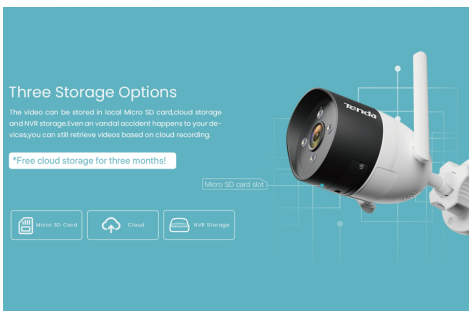 Three Storage Options
The video can be stored in local Micro SD card,cloud storage
and NVR storage.Even an vandal accident happens to your de-
vices,you can still retrieve videos based on cloud recording.
*Free cloud storage for three months!
Tenda
Micro SD card slot
Micro SD Card
Cloud
NVR Storage